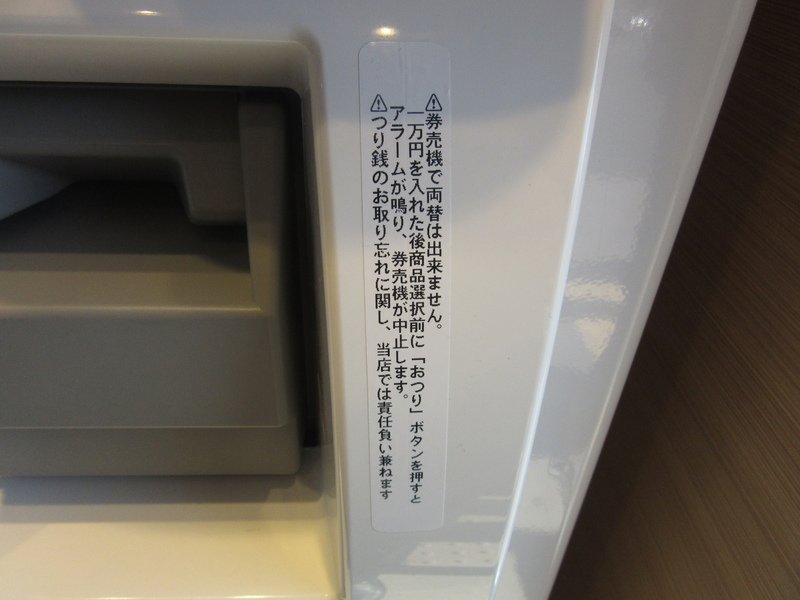 ⚠券売機で両替は出来ません。
一万円を入れた後商品選択前に「おつり」ボタンを押すと
アラームが鳴り、券売機が中止します。
⚠つり銭のお取り忘れに関し、当店では責任負い兼ねます